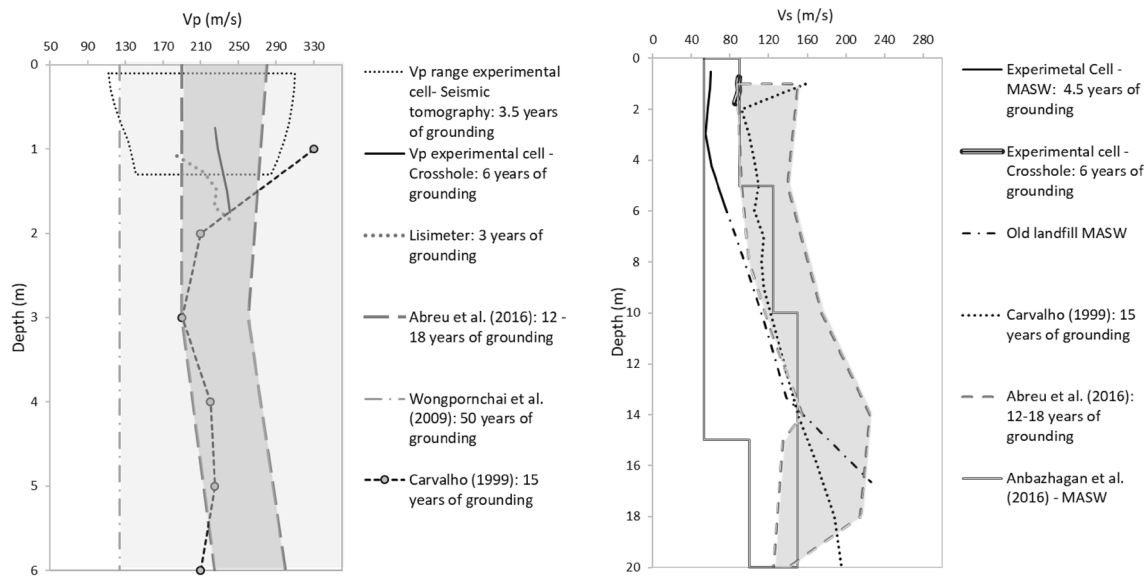 Vp (m/s)
50 90 130 170 210 250 290 330
0
1
2
3
4
5
6
Depth (m)
Vp range experimental
cell- Seismic
tomography: 3.5 years
of grounding
Vp experimental cell -
Crosshole: 6 years of
grounding
Lisimeter: 3 years of
grounding
Abreu et al. (2016): 12 -
18 years of grounding
Wongpornchai et al.
(2009): 50 years of
grounding
Carvalho (1999): 15
years of grounding
Vs (m/s)
0 40 80 120 160 200 240 280
0
2
4
6
8
10
12
14
16
18
20
Depth (m)
Experimetal Cell -
MASW: 4.5 years of
grounding
Experimental cell -
Crosshole: 6 years of
grounding
Old landfill MASW
Carvalho (1999): 15
years of grounding
Abreu et al. (2016):
12-18 years of
grounding
Anbazhagan et al.
(2016) - MASW